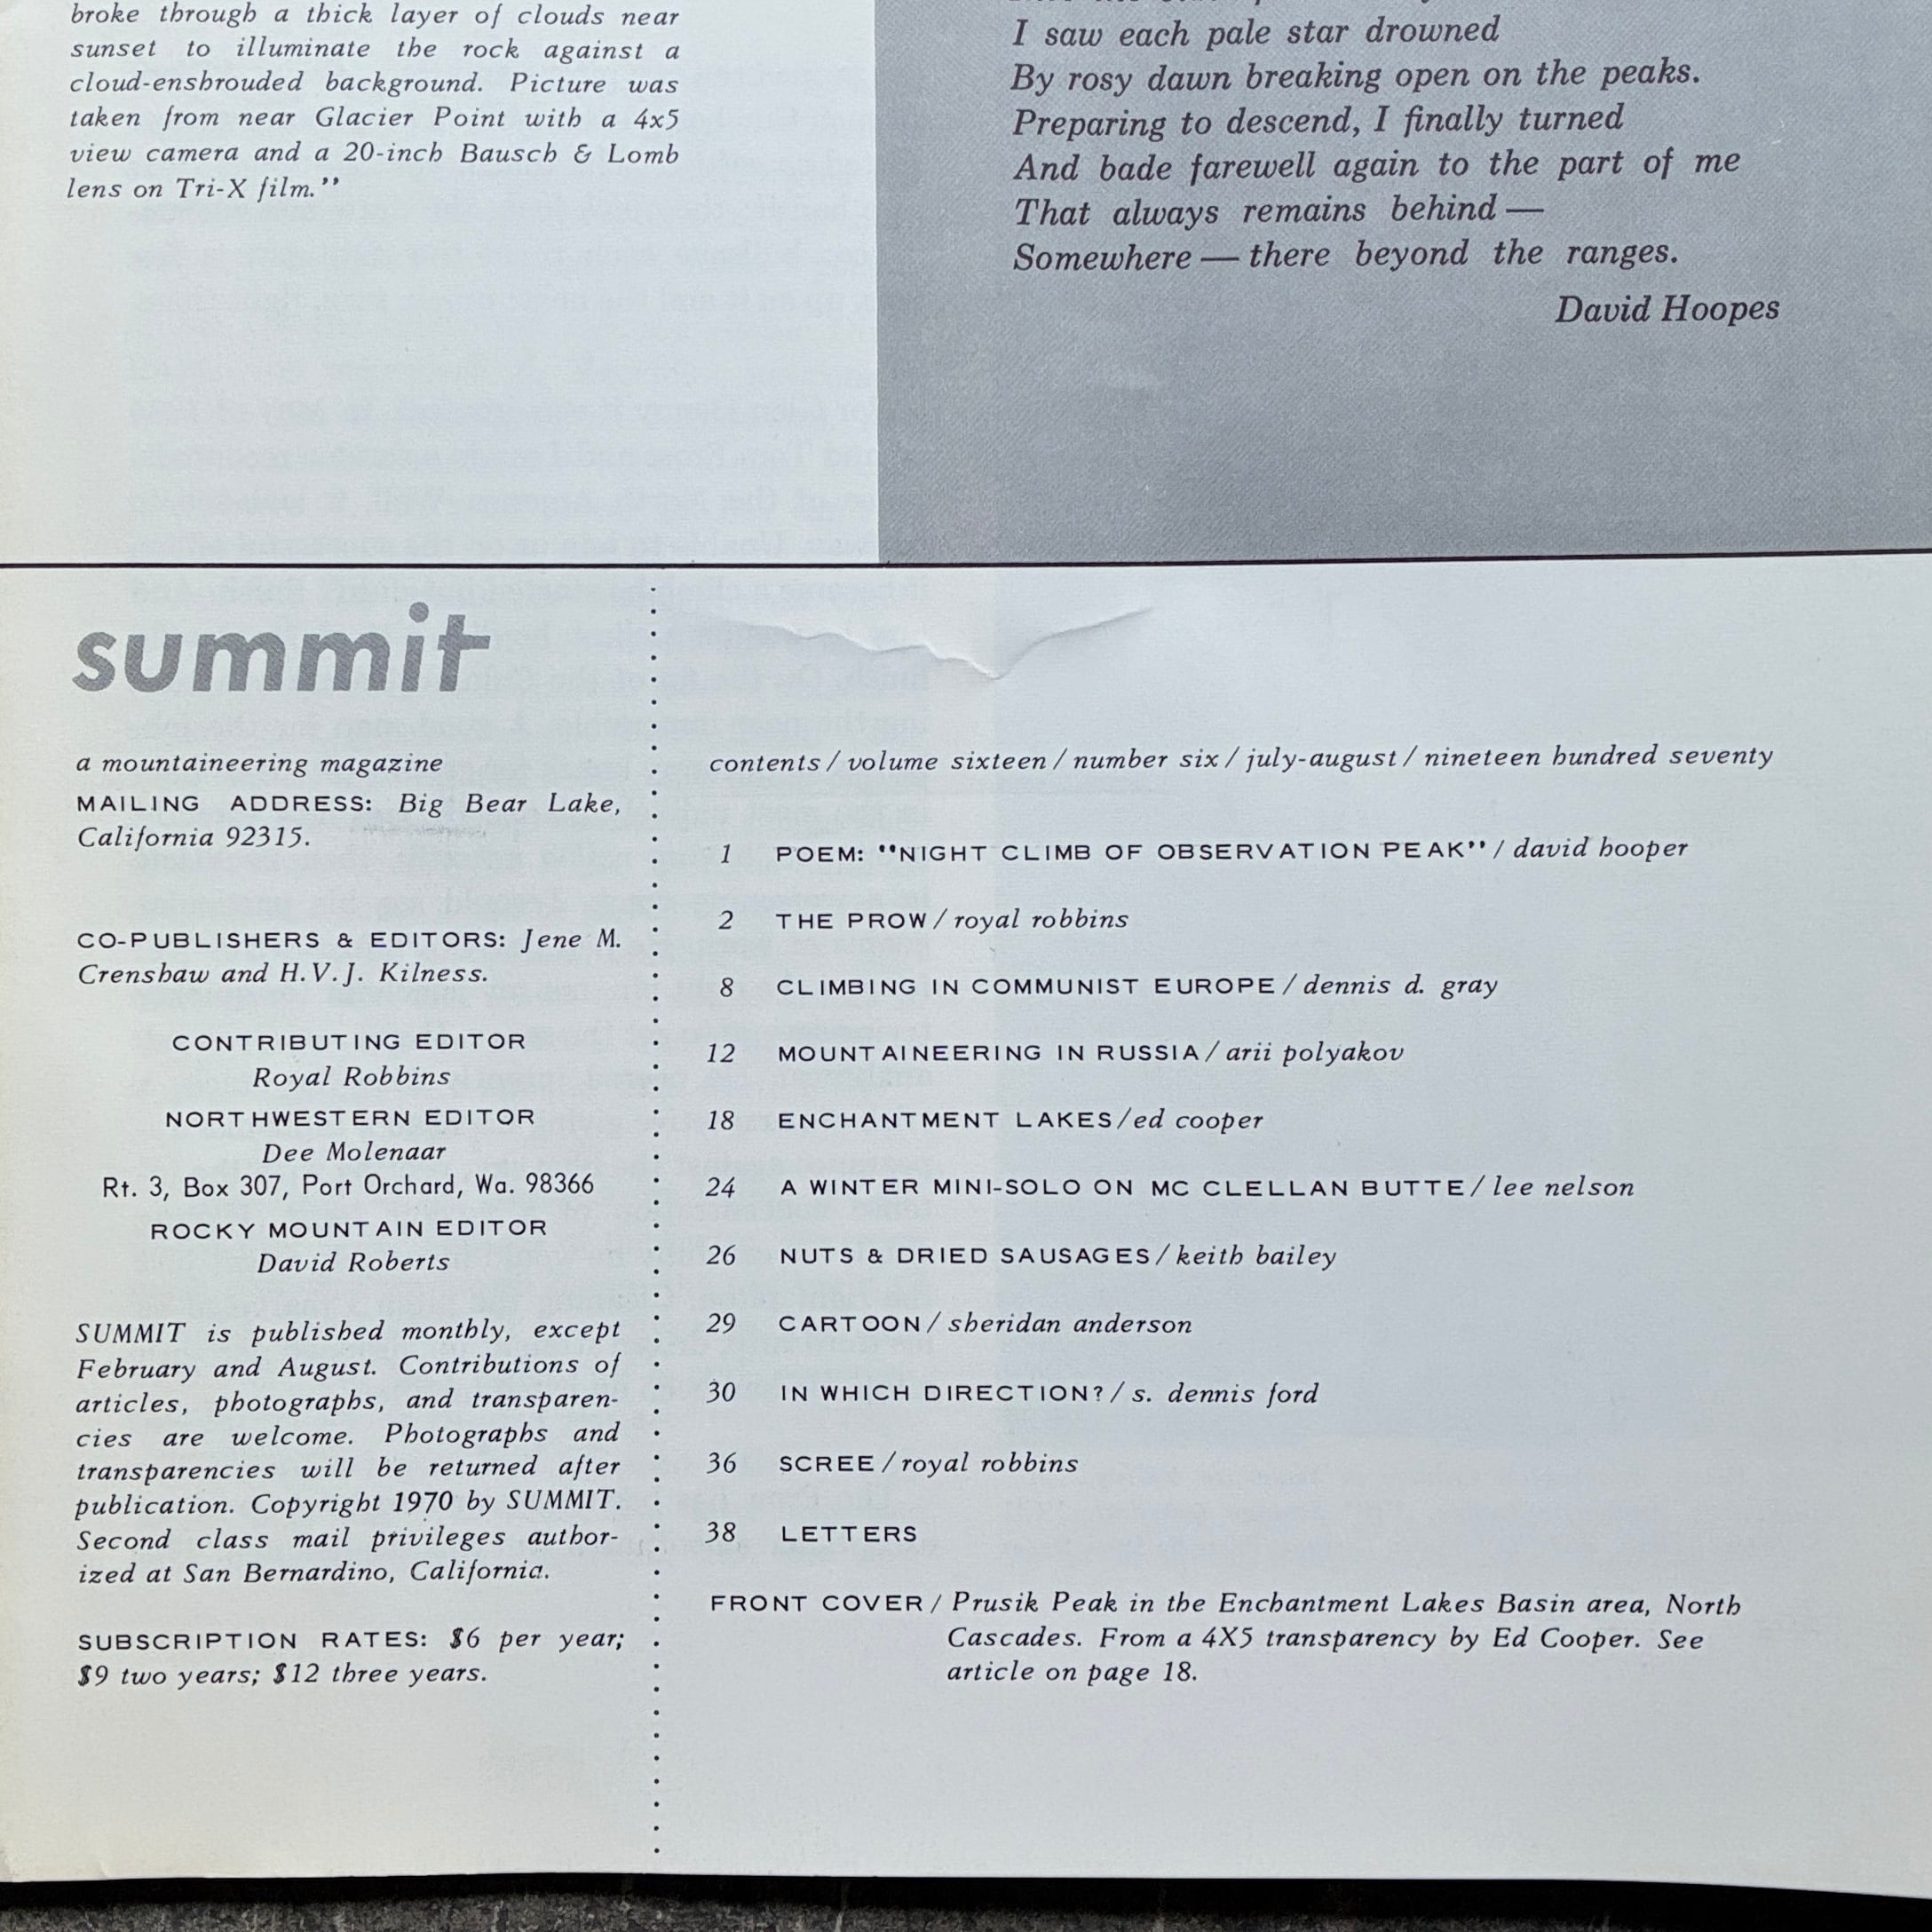 broke through a thick layer of clouds near
sunset to illuminate the rock against a
cloud-enshrouded background. Picture was
taken from near Glacier Point with a 4x5
view camera and a 20-inch Bausch & Lomb
lens on Tri-X film."
I saw each pale star drowned
By rosy dawn breaking open on the peaks.
Preparing to descend, I finally turned
And bade farewell again to the part of me
That always remains behind —
Somewhere — there beyond the ranges.
David Hoopes
summit
a mountaineering magazine
MAILING ADDRESS: Big Bear Lake,
California 92315.
CO-PUBLISHERS & EDITORS: Jene M.
Crenshaw and H.V.J. Kilness.
CONTRIBUTING EDITOR
Royal Robbins
NORTHWESTERN EDITOR
Dee Molenaar
Rt. 3, Box 307, Port Orchard, Wa. 98366
ROCKY MOUNTAIN EDITOR
David Roberts
SUMMIT is published monthly, except
February and August. Contributions of
articles, photographs, and transparen-
cies are welcome. Photographs and
transparencies will be returned after
publication. Copyright 1970 by SUMMIT.
Second class mail privileges author-
ized at San Bernardino, California.
SUBSCRIPTION RATES: $6 per year;
$9 two years; $12 three years.
contents / volume sixteen / number six / july-august / nineteen hundred seventy
1 POEM: "NIGHT CLIMB OF OBSERVATION PEAK" / david hooper
2 THE PROW / royal robbins
8 CLIMBING IN COMMUNIST EUROPE / dennis d. gray
12 MOUNTAINEERING IN RUSSIA / arii polyakov
18 ENCHANTMENT LAKES / ed cooper
24 A WINTER MINI-SOLO ON MC CLELLAN BUTTE / lee nelson
26 NUTS & DRIED SAUSAGES / keith bailey
29 CARTOON / sheridan anderson
30 IN WHICH DIRECTION? / s. dennis ford
36 SCREE / royal robbins
38 LETTERS
FRONT COVER / Prusik Peak in the Enchantment Lakes Basin area, North
Cascades. From a 4X5 transparency by Ed Cooper. See
article on page 18.